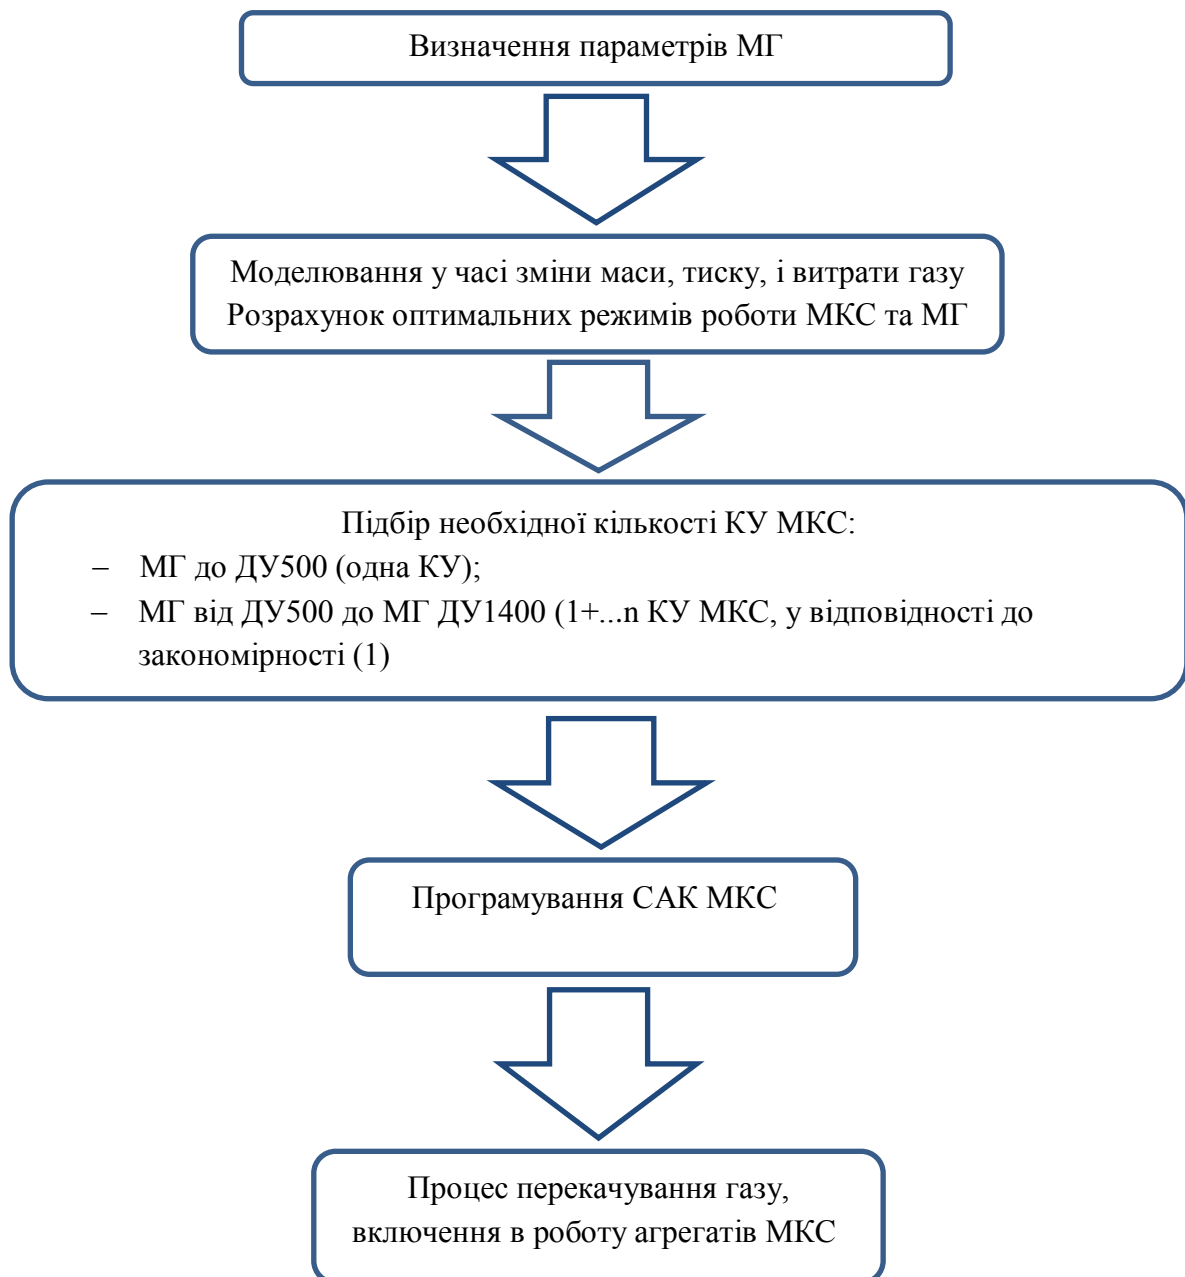 Визначення параметрів МГ
Моделювання у часі зміни маси, тиску, і витрати газу
Розрахунок оптимальних режимів роботи МКС та МГ
Підбір необхідної кількості КУ МКС:
– МГ до ДУ500 (одна КУ);
– МГ від ДУ500 до МГ ДУ1400 (1+...n КУ МКС, у відповідності до
закономірності (1)
Програмування САК МКС
Процес перекачування газу,
включення в роботу агрегатів МКС